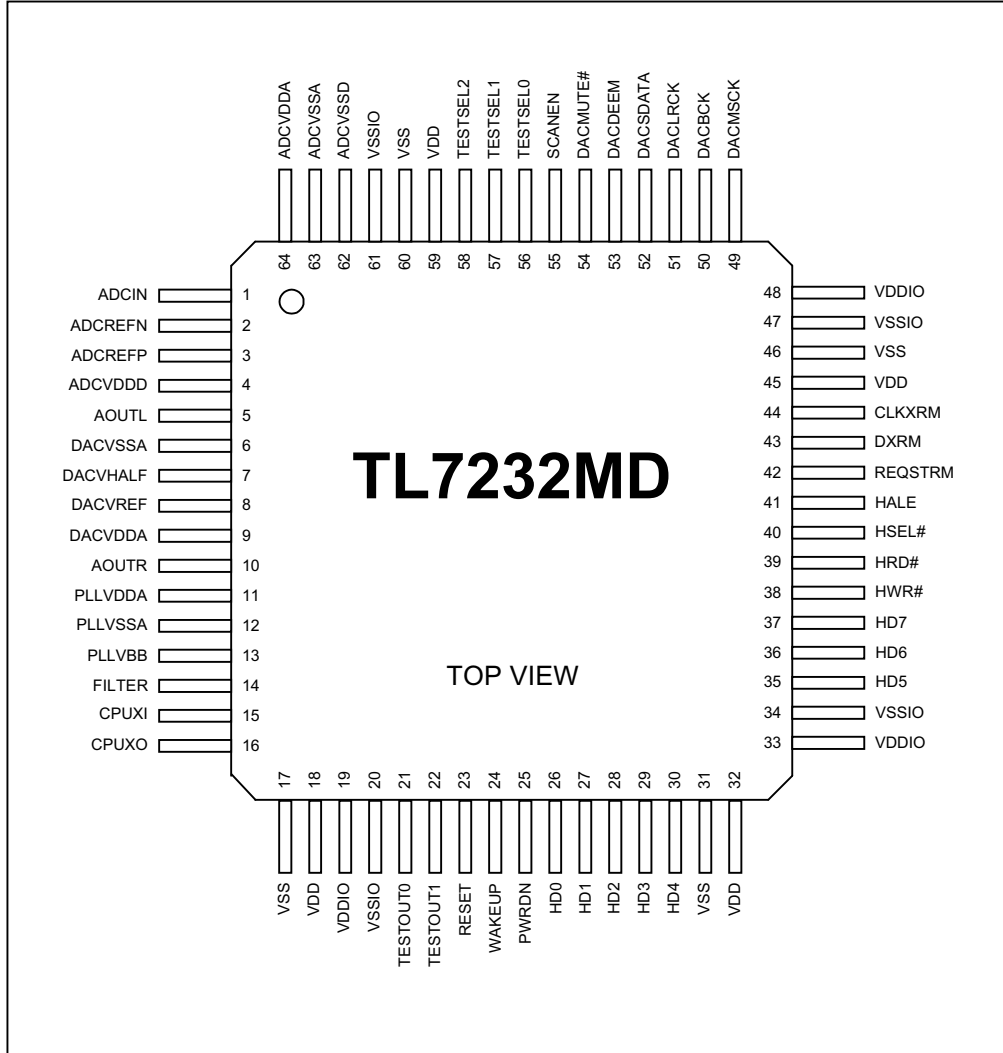 ADCVDDA
ADCVSSA
ADCVSSD
VSSIO
VSS
VDD
TESTSEL2
TESTSEL1
TESTSEL0
SCANEN
DACMUTE#
DACDEEM
DACSDATA
DACLRCK
DACBCK
DACMSCK
64
63
62
61
60
59
58
57
56
55
54
53
52
51
50
49
ADCIN 1
ADCREFN 2
ADCREFP 3
ADCVDDD 4
AOUTL 5
DACVSSA 6
DACVHALF 7
DACVREF 8
DACVDDA 9
AOUTR 10
PLLVDDA 11
PLLVSSA 12
PLLVBB 13
FILTER 14
CPUXI 15
CPUXO 16
TL7232MD
TOP VIEW
48 VDDIO
47 VSSIO
46 VSS
45 VDD
44 CLKXRM
43 DXRM
42 REQSTRM
41 HALE
40 HSEL#
39 HRD#
38 HWR#
37 HD7
36 HD6
35 HD5
34 VSSIO
33 VDDIO
17
18
19
20
21
22
23
24
25
26
27
28
29
30
31
32
VSS
VDD
VDDIO
VSSIO
TESTOUT0
TESTOUT1
RESET
WAKEUP
PWRDN
HD0
HD1
HD2
HD3
HD4
VSS
VDD